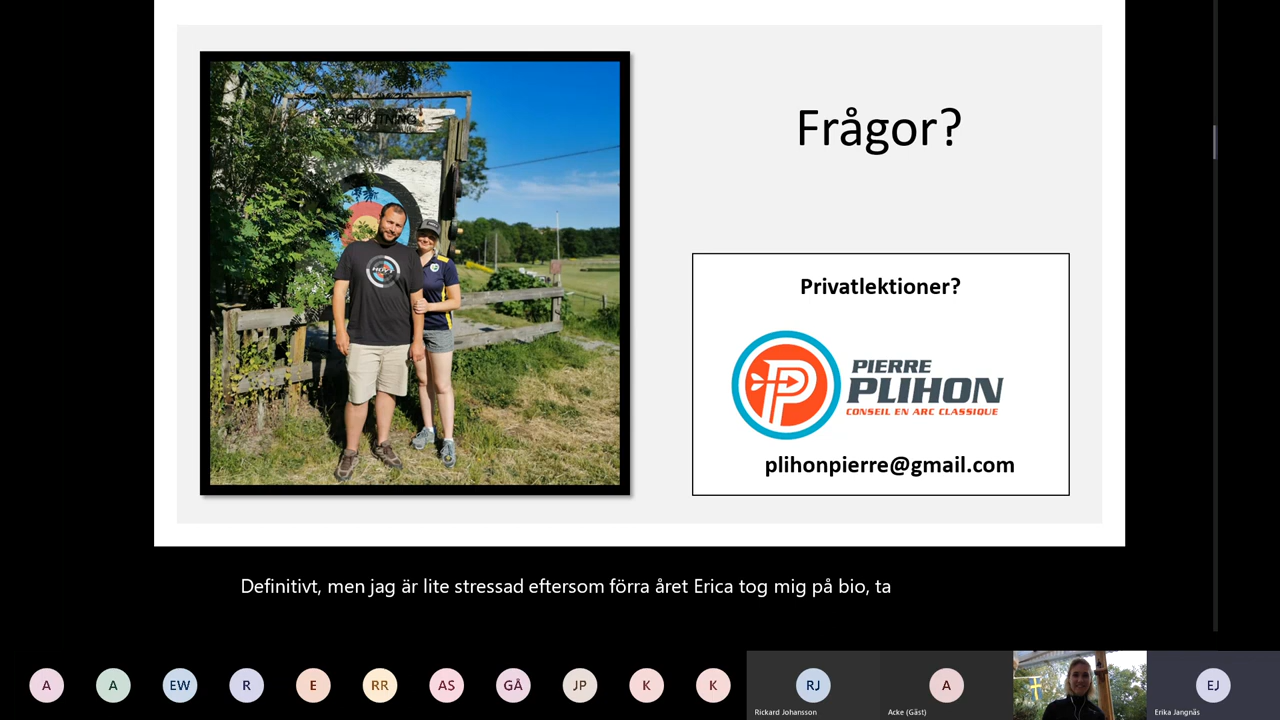 Frågor?
Privatlektioner?
PIERRE
PLIHON
CONSEIL EN ARC CLASSIQUE
plihonpierre@gmail.com
Definitivt, men jag är lite stressad eftersom förra året Erica tog mig på bio, ta
A
A
EW
R
E
RR
AS
GÅ
JP
K
K
RJ
Rickard Johansson
A
Acke (Gäst)
EJ
Erika Jangnäs